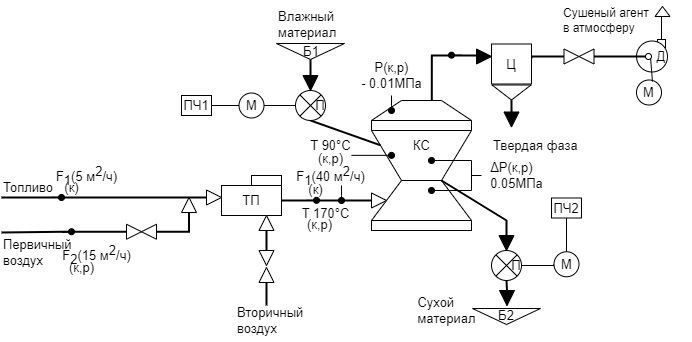 Влажный
материал
Б1
Сушеный агент
в атмосферу
Д
М
Ц
P(к,р)
- 0.01МПа
ПЧ1
М
П
Твердая фаза
T 90°C
(к,р)
КС
ΔP(к,р)
0.05МПа
F1(5 м2/ч)
(к)
Топливо
ТП
F1(40 м2/ч)
(к)
T 170°C
(к,р)
ПЧ2
Первичный
воздух
F2(15 м2/ч)
(к,р)
П
М
Вторичный
воздух
Сухой
материал
Б2